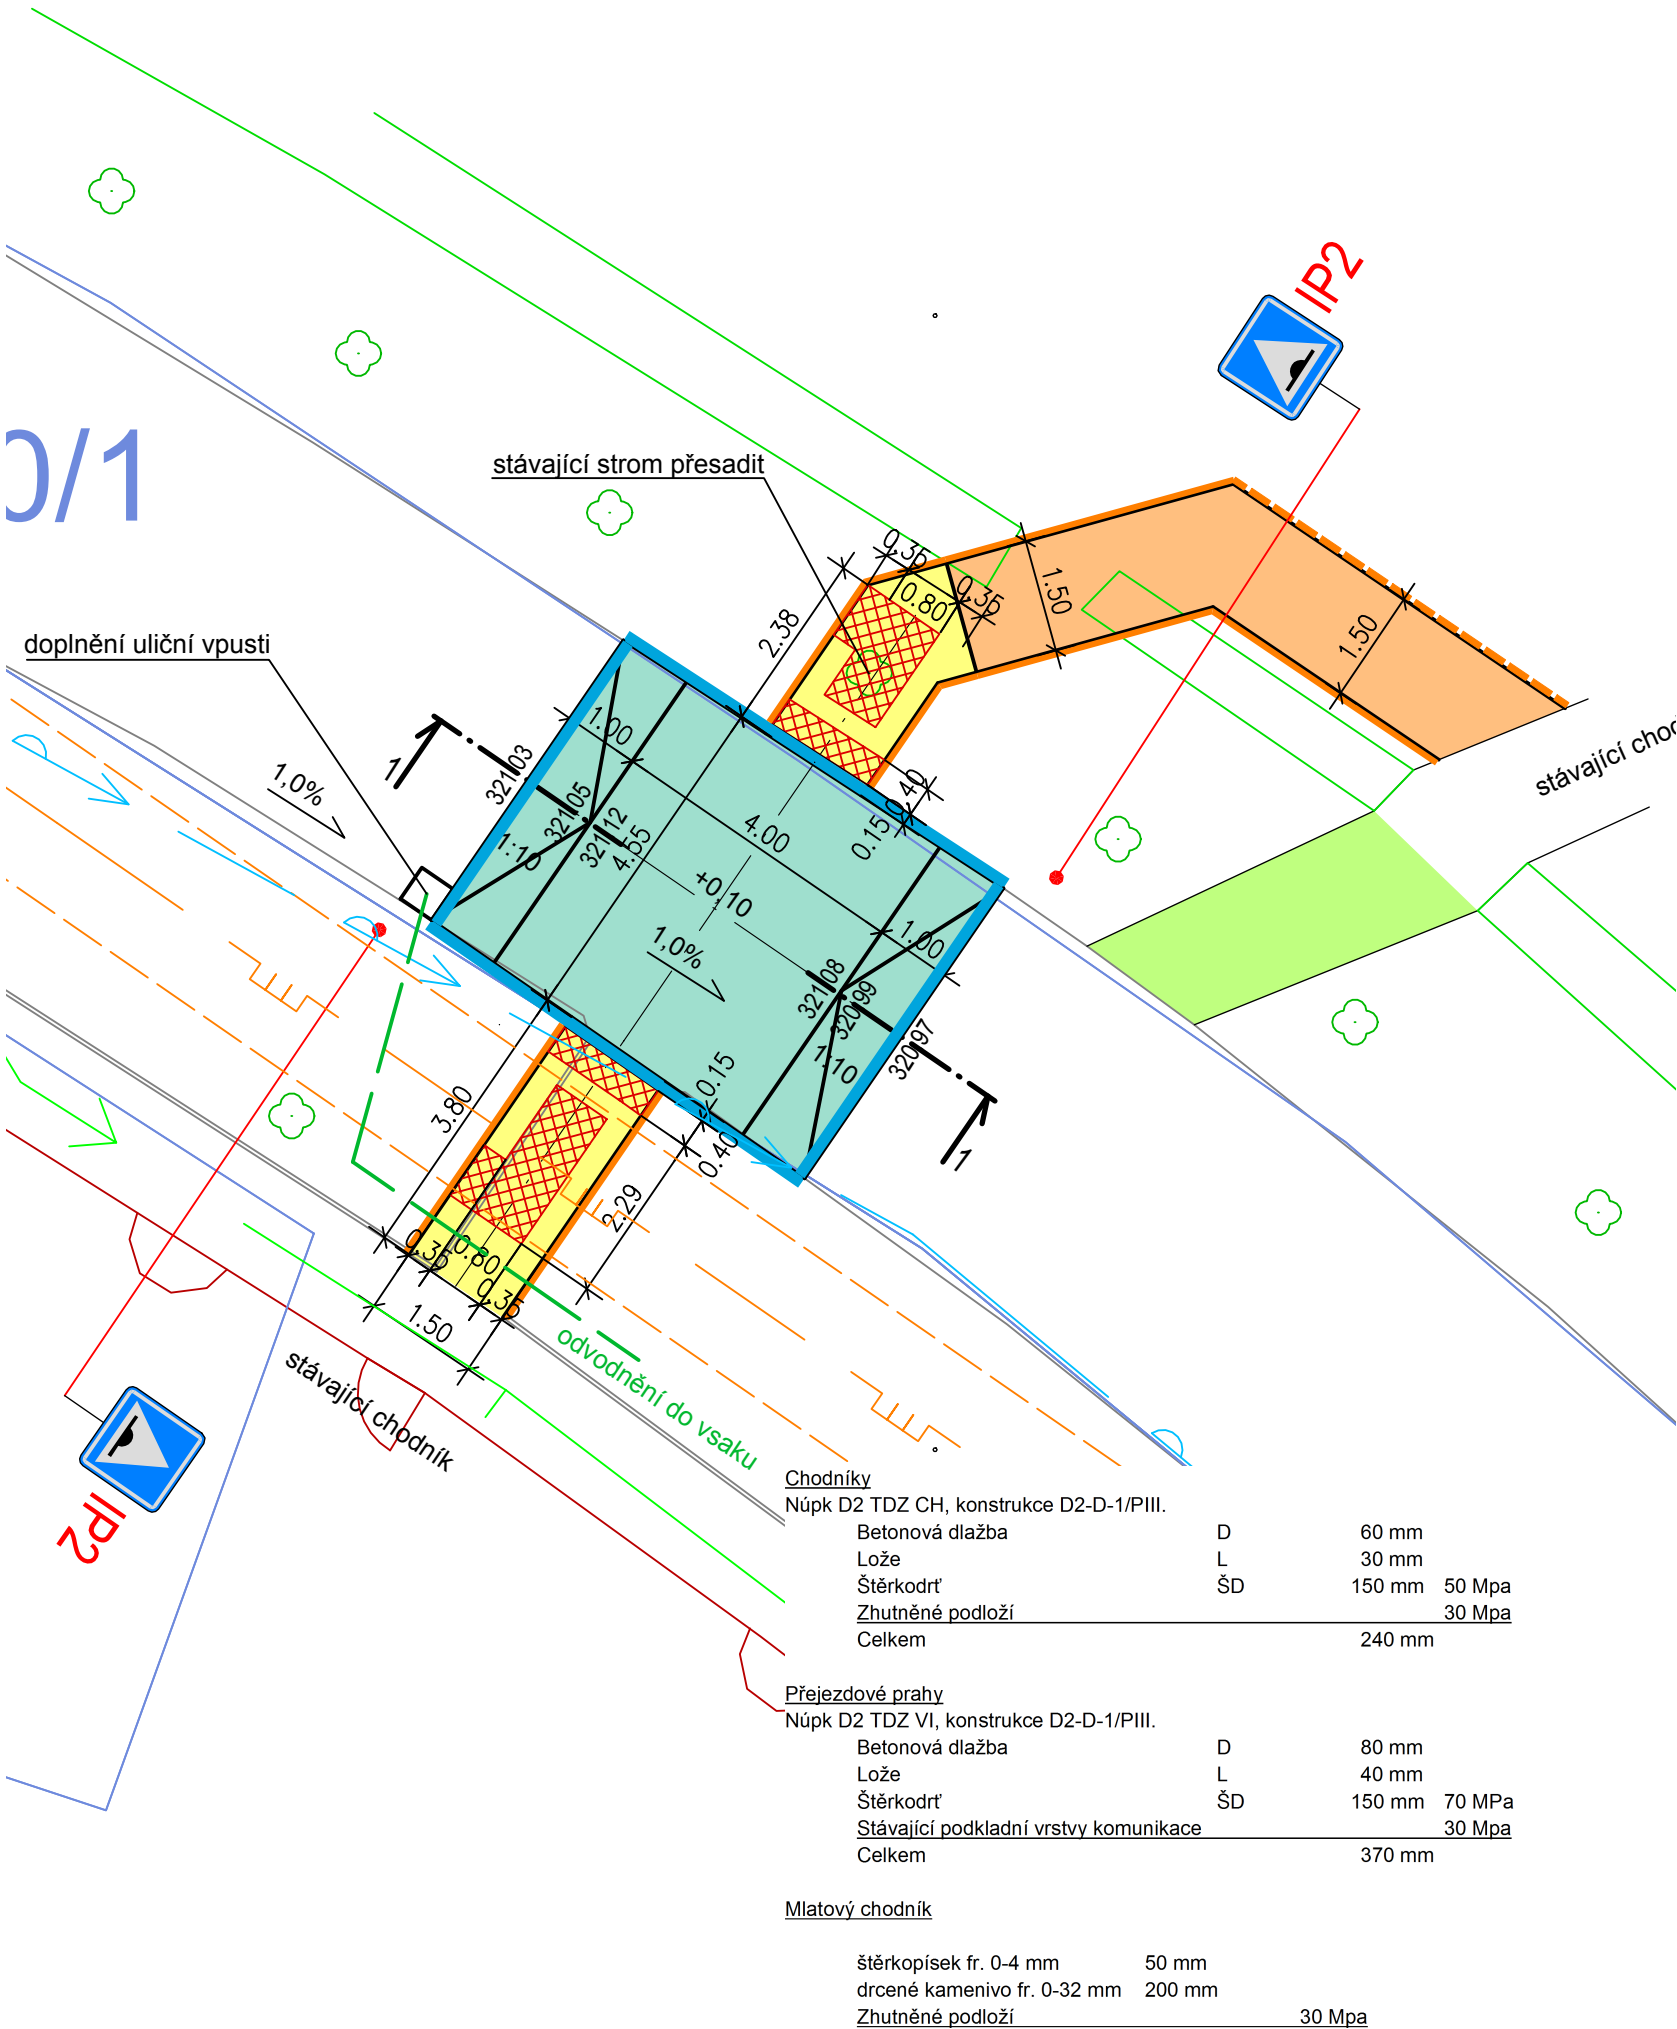 IP2
0/1
stávající strom přesadit
0,35
0.80
0.35
1.50
2.38
1.50
doplnění uliční vpusti
stávající chod
1.00
321,03
1
1,0%
321,05
321,12
4.55
1:10
4.00
0.40
0.15
+0,10
1,0%
1.00
321,08
320,99
320,97
1:10
1
0.15
0.40
3.80
2.29
0.35
0.80
0.35
1.50
stávající chodník
odvodnění do vsaku
IP2
Chodníky
Núpk D2 TDZ CH, konstrukce D2-D-1/PIII.
Betonová dlažba D 60 mm
Lože L 30 mm
Štěrkodrť ŠD 150 mm 50 Mpa
Zhutněné podloží 30 Mpa
Celkem 240 mm
Přejezdové prahy
Núpk D2 TDZ VI, konstrukce D2-D-1/PIII.
Betonová dlažba D 80 mm
Lože L 40 mm
Štěrkodrť ŠD 150 mm 70 MPa
Stávající podkladní vrstvy komunikace 30 Mpa
Celkem 370 mm
Mlatový chodník
štěrkopísek fr. 0-4 mm 50 mm
drcené kamenivo fr. 0-32 mm 200 mm
Zhutněné podloží 30 Mpa